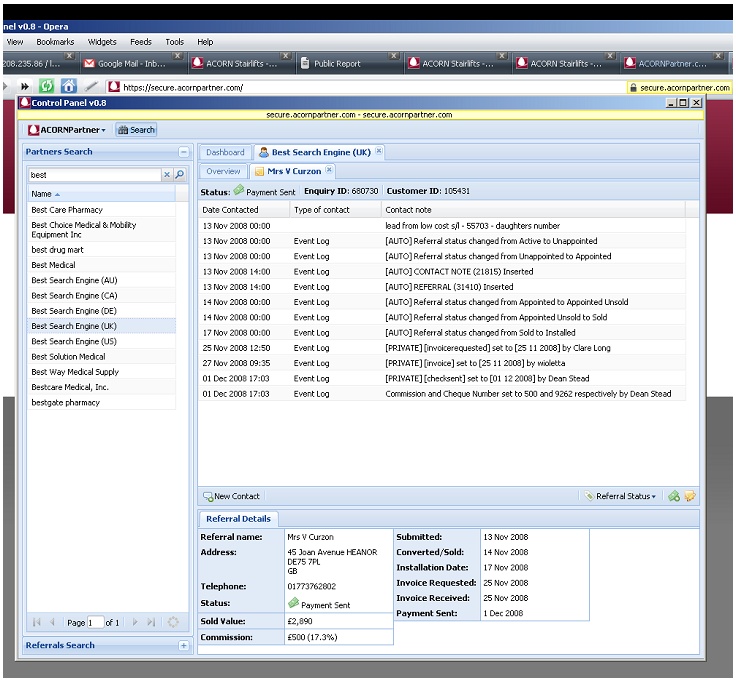 nel v0.8 - Opera
View Bookmarks Widgets Feeds Tools Help
208.235.86 / l... Google Mail - Inb... ACORN Stairlifts -... Public Report ACORN Stairlifts -... ACORN Stairlifts -... ACORNPartner.c...
https://secure.acornpartner.com/ secure.acornpartner.com
Control Panel v0.8
secure.acornpartner.com - secure.acornpartner.com
ACORNPartner Search
Partners Search
best
Name
Best Care Pharmacy
Best Choice Medical & Mobility
Equipment Inc
best drug mart
Best Medical
Best Search Engine (AU)
Best Search Engine (CA)
Best Search Engine (DE)
Best Search Engine (UK)
Best Search Engine (US)
Best Solution Medical
Best Way Medical Supply
Bestcare Medical, Inc.
bestgate pharmacy
Page 1 of 1
Referrals Search
Dashboard Best Search Engine (UK)
Overview Mrs V Curzon
Status: Payment Sent Enquiry ID: 680730 Customer ID: 105431
Date Contacted Type of contact Contact note
13 Nov 2008 00:00 lead from low cost s/l - 55703 - daughters number
13 Nov 2008 00:00 Event Log [AUTO] Referral status changed from Active to Unappointed
13 Nov 2008 00:00 Event Log [AUTO] Referral status changed from Unappointed to Appointed
13 Nov 2008 14:00 Event Log [AUTO] CONTACT NOTE (21815) Inserted
13 Nov 2008 14:00 Event Log [AUTO] REFERRAL (31410) Inserted
14 Nov 2008 00:00 Event Log [AUTO] Referral status changed from Appointed to Appointed Unsold
14 Nov 2008 00:00 Event Log [AUTO] Referral status changed from Appointed Unsold to Sold
17 Nov 2008 00:00 Event Log [AUTO] Referral status changed from Sold to Installed
25 Nov 2008 12:50 Event Log [PRIVATE] [invoicerequested] set to [25 11 2008] by Clare Long
27 Nov 2008 09:35 Event Log [PRIVATE] [invoice] set to [25 11 2008] by wioletta
01 Dec 2008 17:03 Event Log [PRIVATE] [checksent] set to [01 12 2008] by Dean Stead
01 Dec 2008 17:03 Event Log Commission and Cheque Number set to 500 and 9262 respectively by Dean Stead
New Contact Referral Status
Referral Details
Referral name: Mrs V Curzon
Address: 45 Joan Avenue HEANOR
DE75 7PL
GB
Telephone: 01773762802
Status: Payment Sent
Sold Value: £2,890
Commission: £500 (17.3%)
Submitted: 13 Nov 2008
Converted/Sold: 14 Nov 2008
Installation Date: 17 Nov 2008
Invoice Requested: 25 Nov 2008
Invoice Received: 25 Nov 2008
Payment Sent: 1 Dec 2008